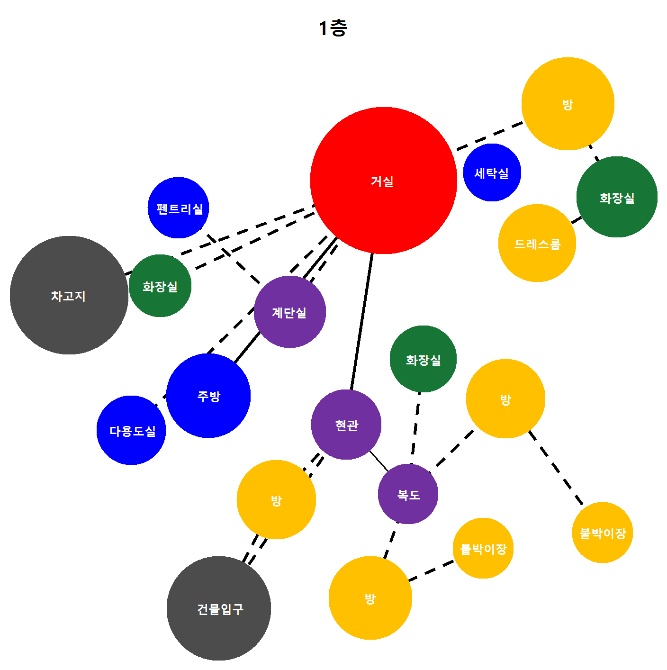 1층
방
거실
세탁실
화장실
펜트리실
드레스룸
화장실
차고지
계단실
화장실
주방
방
현관
다용도실
복도
방
붙박이장
붙박이장
방
건물입구